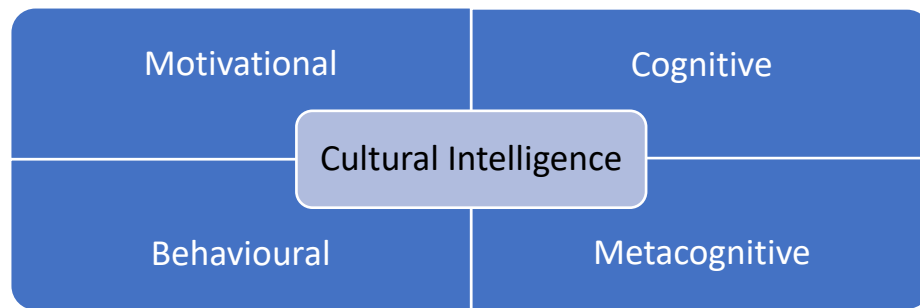 Motivational
Cognitive
Cultural Intelligence
Behavioural
Metacognitive